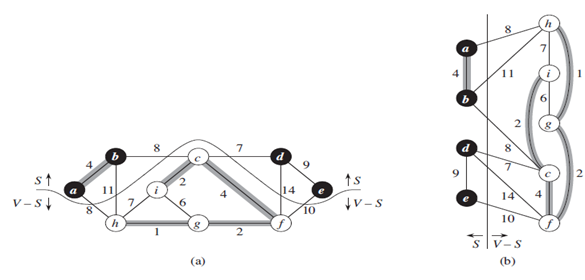 a
b
c
d
e
f
g
h
i
4
8
11
8
7
2
6
4
7
14
9
10
1
2
S ↑
V – S ↓
↑ S
↓ V – S
(a)
h
a
i
b
g
d
c
e
f
8
7
1
4
11
6
2
8
7
9
14
4
10
2
← S
→ V – S
(b)